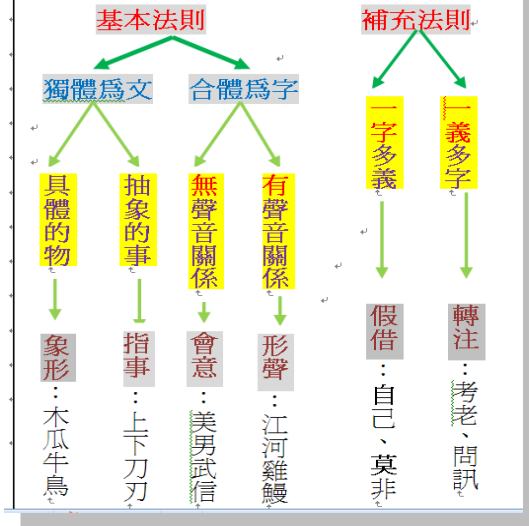 基本法則
補充法則
獨體爲文
合體爲字
一字多義
一義多字
具體的物
抽象的事
無聲音關係
有聲音關係
假借：自己、莫非
轉注：考老、問訊
象形：木瓜牛鳥
指事：上下刀刃
會意：美男武信
形聲：江河雞鰻